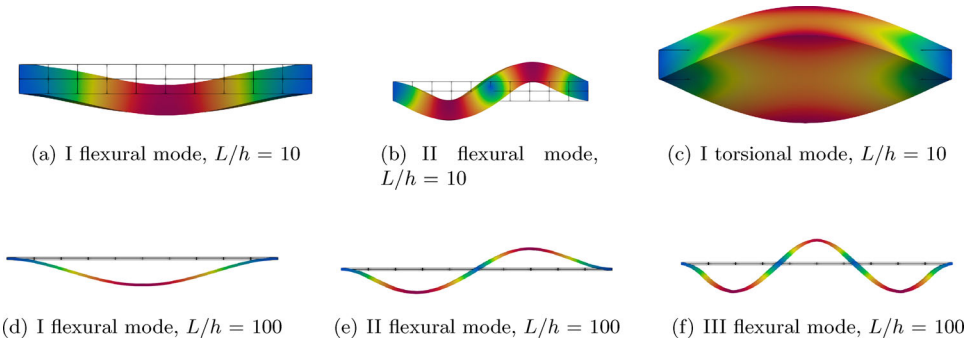 (a) I flexural mode, L/h = 10
(b) II flexural mode,
L/h = 10
(c) I torsional mode, L/h = 10
(d) I flexural mode, L/h = 100
(e) II flexural mode, L/h = 100
(f) III flexural mode, L/h = 100